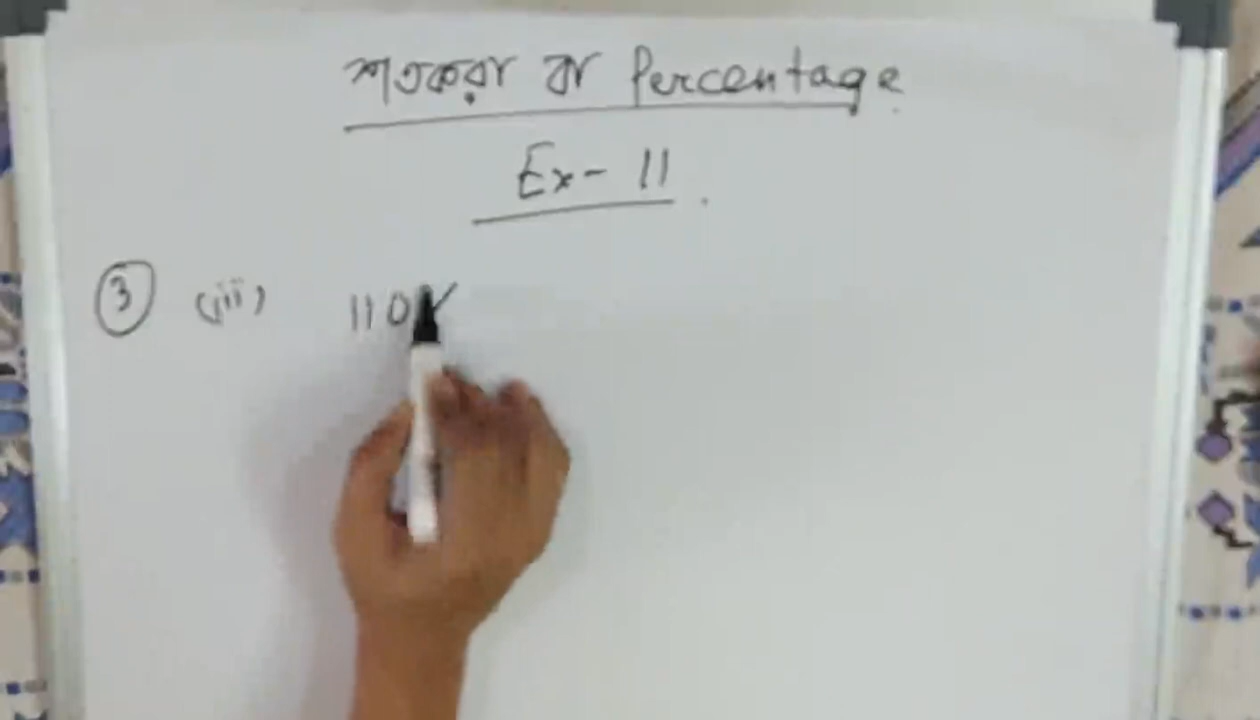 শতকরা বা Percentage
Ex- 11
③ (iii) 110